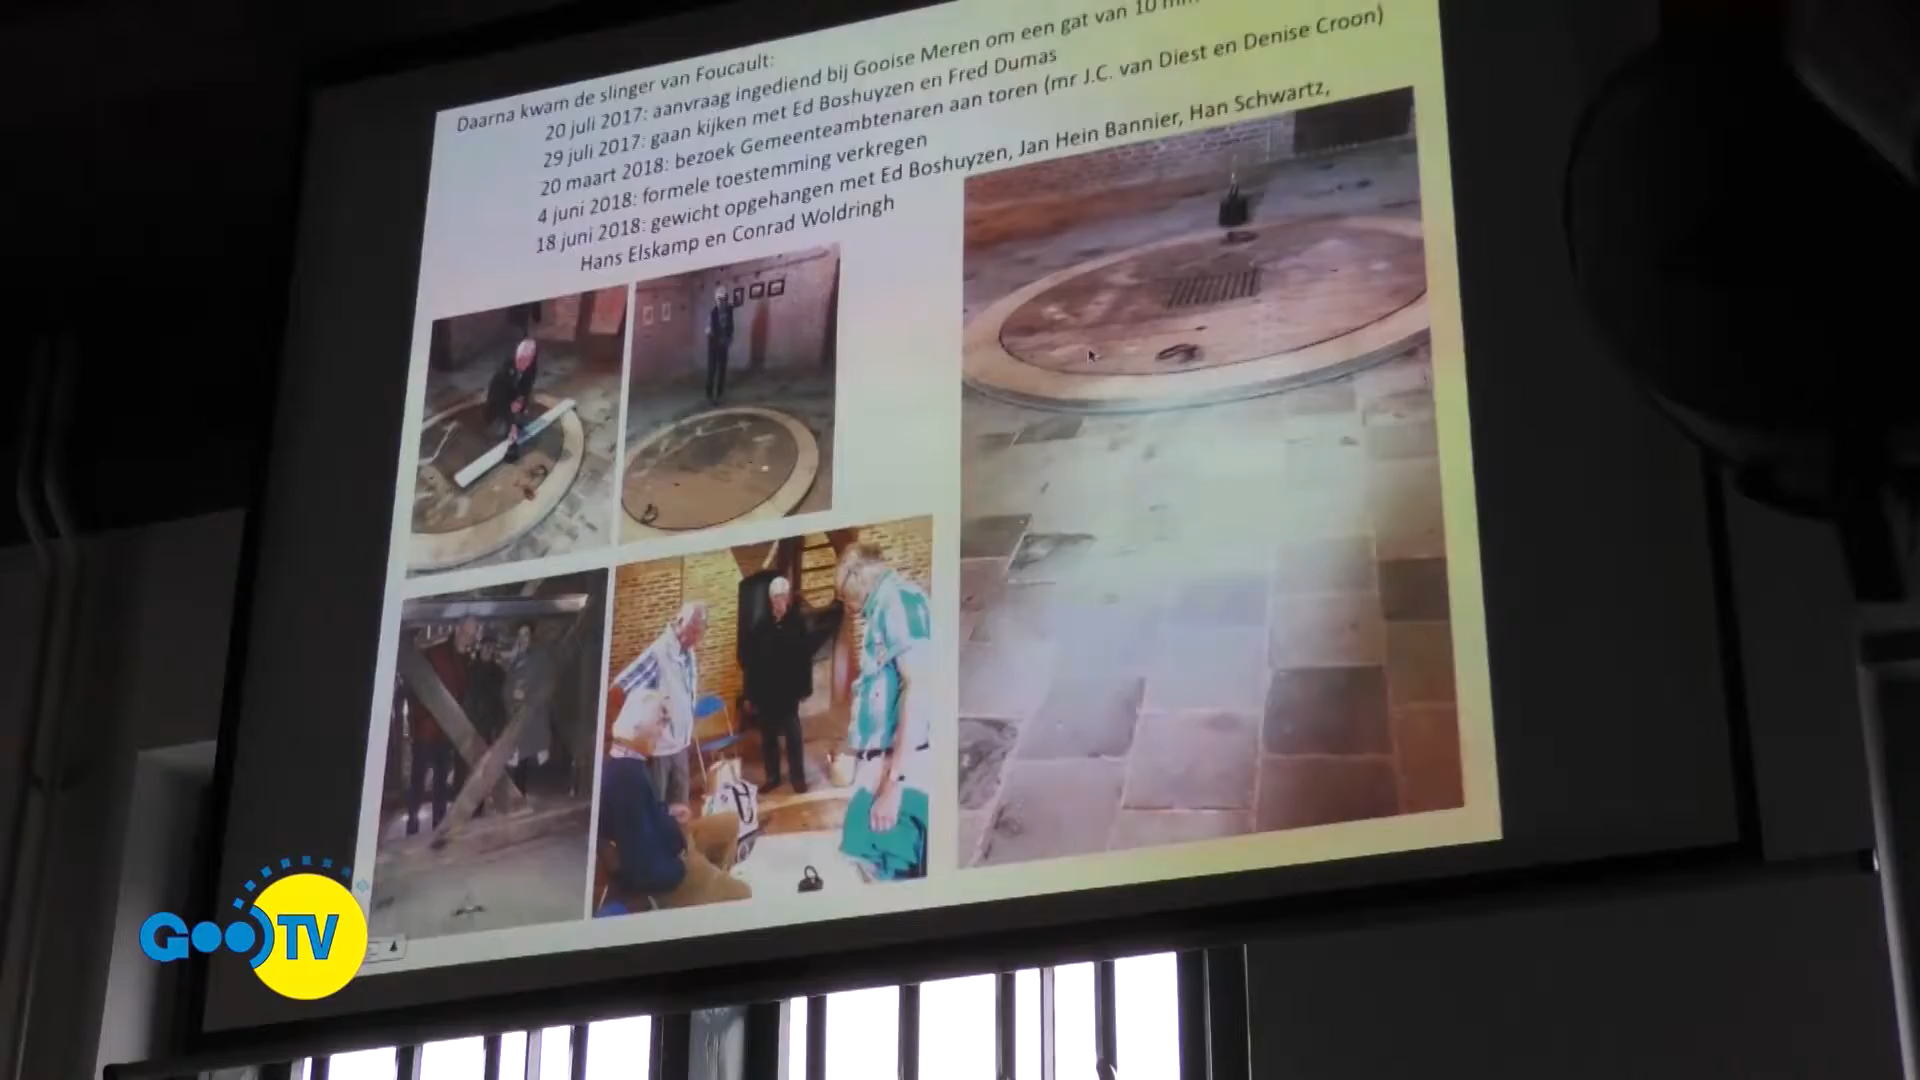 Daarna kwam de slinger van Foucault:
20 juli 2017: aanvraag ingediend bij Gooise Meren om een gat van 10
29 juli 2017: gaan kijken met Ed Boshuyzen en Fred Dumas
20 maart 2018: bezoek Gemeenteambtenaren aan toren (mr J.C. van Diest en Denise Croon)
4 juni 2018: formele toestemming verkregen
18 juni 2018: gewicht opgehangen met Ed Boshuyzen, Jan Hein Bannier, Han Schwartz,
Hans Elskamp en Conrad Woldringh
GooiTV